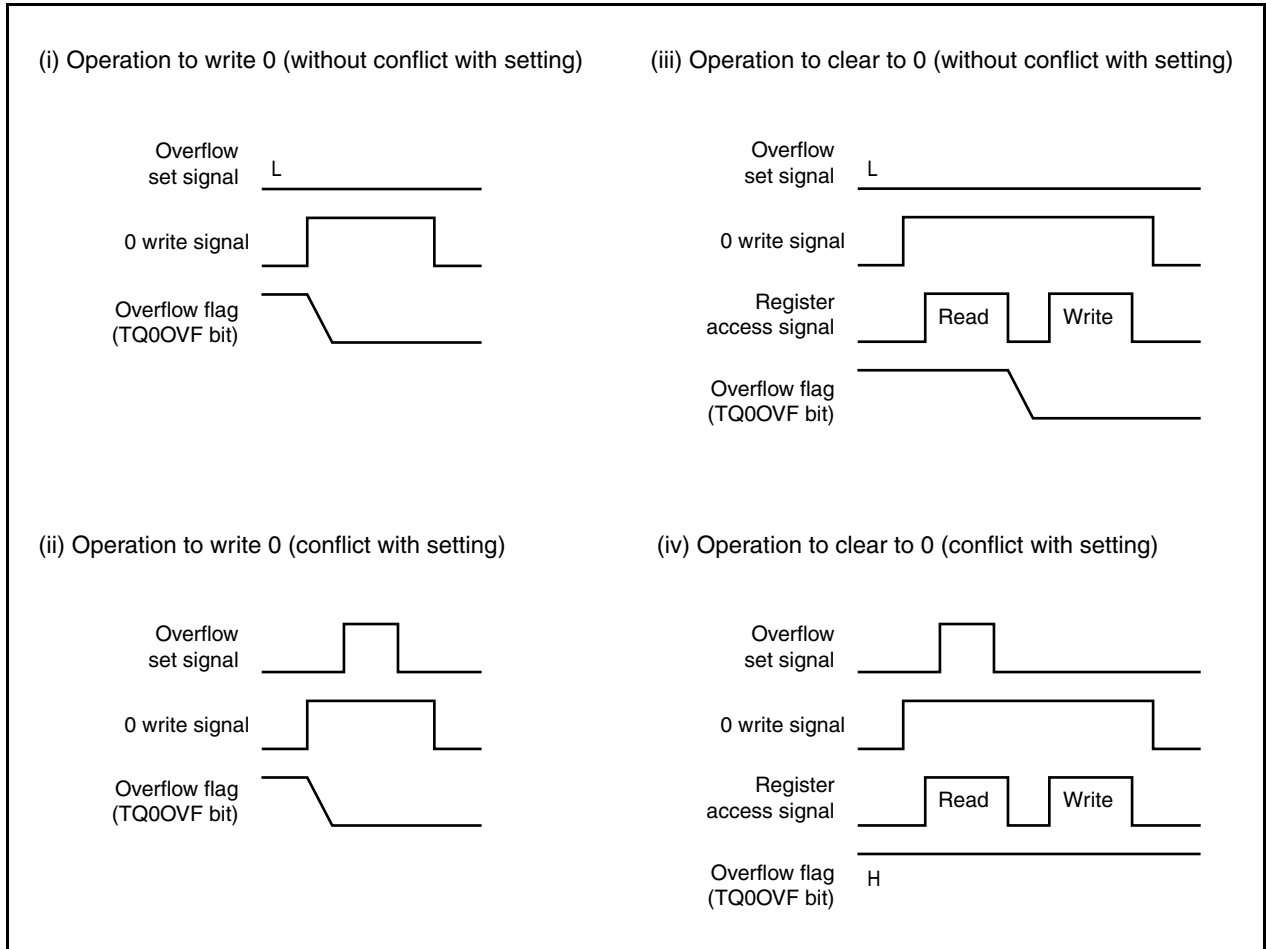 (i) Operation to write 0 (without conflict with setting)
Overflow
set signal
L
0 write signal
Overflow flag
(TQ0OVF bit)
(iii) Operation to clear to 0 (without conflict with setting)
Overflow
set signal
L
0 write signal
Register
access signal
Read
Write
Overflow flag
(TQ0OVF bit)
(ii) Operation to write 0 (conflict with setting)
Overflow
set signal
0 write signal
Overflow flag
(TQ0OVF bit)
(iv) Operation to clear to 0 (conflict with setting)
Overflow
set signal
0 write signal
Register
access signal
Read
Write
Overflow flag
(TQ0OVF bit)
H